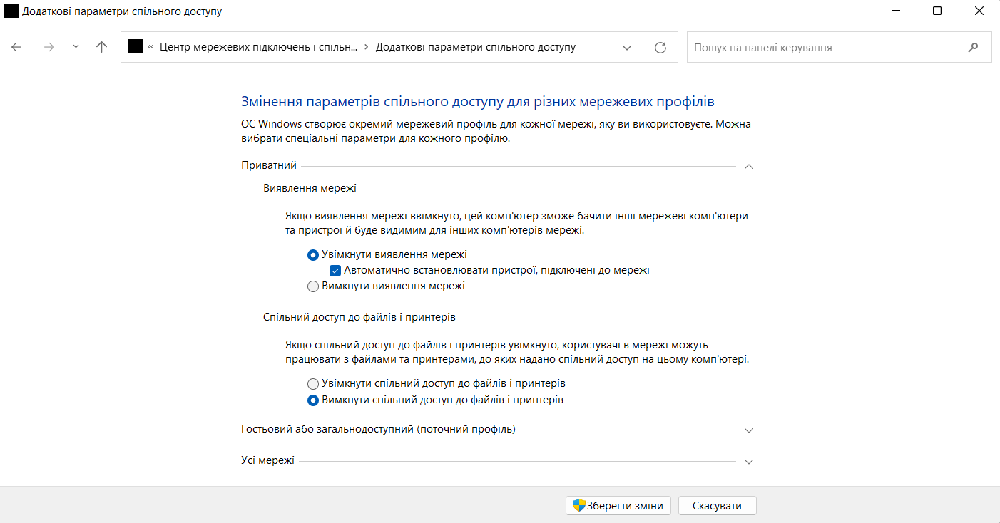 Додаткові параметри спільного доступу
« Центр мережевих підключень і спільн... › Додаткові параметри спільного доступу
Пошук на панелі керування
Змінення параметрів спільного доступу для різних мережевих профілів
ОС Windows створює окремий мережевий профіль для кожної мережі, яку ви використовуєте. Можна
вибрати спеціальні параметри для кожного профілю.
Приватний
Виявлення мережі
Якщо виявлення мережі ввімкнуто, цей комп'ютер зможе бачити інші мережеві комп'ютери
та пристрої й буде видимим для інших комп'ютерів мережі.
Увімкнути виявлення мережі
Автоматично встановлювати пристрої, підключені до мережі
Вимкнути виявлення мережі
Спільний доступ до файлів і принтерів
Якщо спільний доступ до файлів і принтерів увімкнуто, користувачі в мережі можуть
працювати з файлами та принтерами, до яких надано спільний доступ на цьому комп'ютері.
Увімкнути спільний доступ до файлів і принтерів
Вимкнути спільний доступ до файлів і принтерів
Гостьовий або загальнодоступний (поточний профіль)
Усі мережі
Зберегти зміни
Скасувати